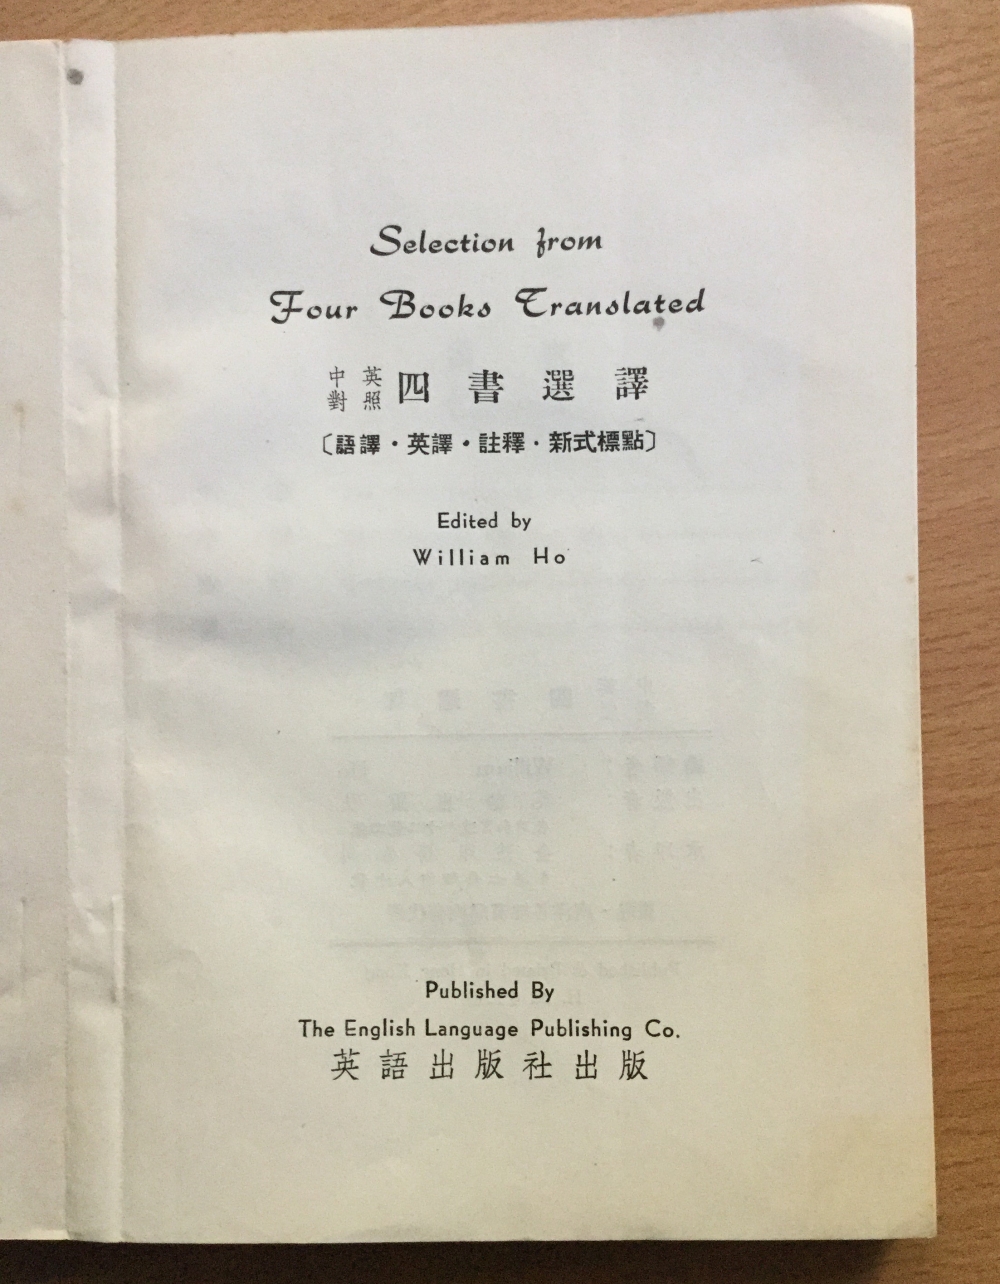 Selection from
Four Books Translated
中英對照 四書選譯
〔語譯・英譯・註釋・新式標點〕
Edited by
William Ho
Published By
The English Language Publishing Co.
英語出版社出版